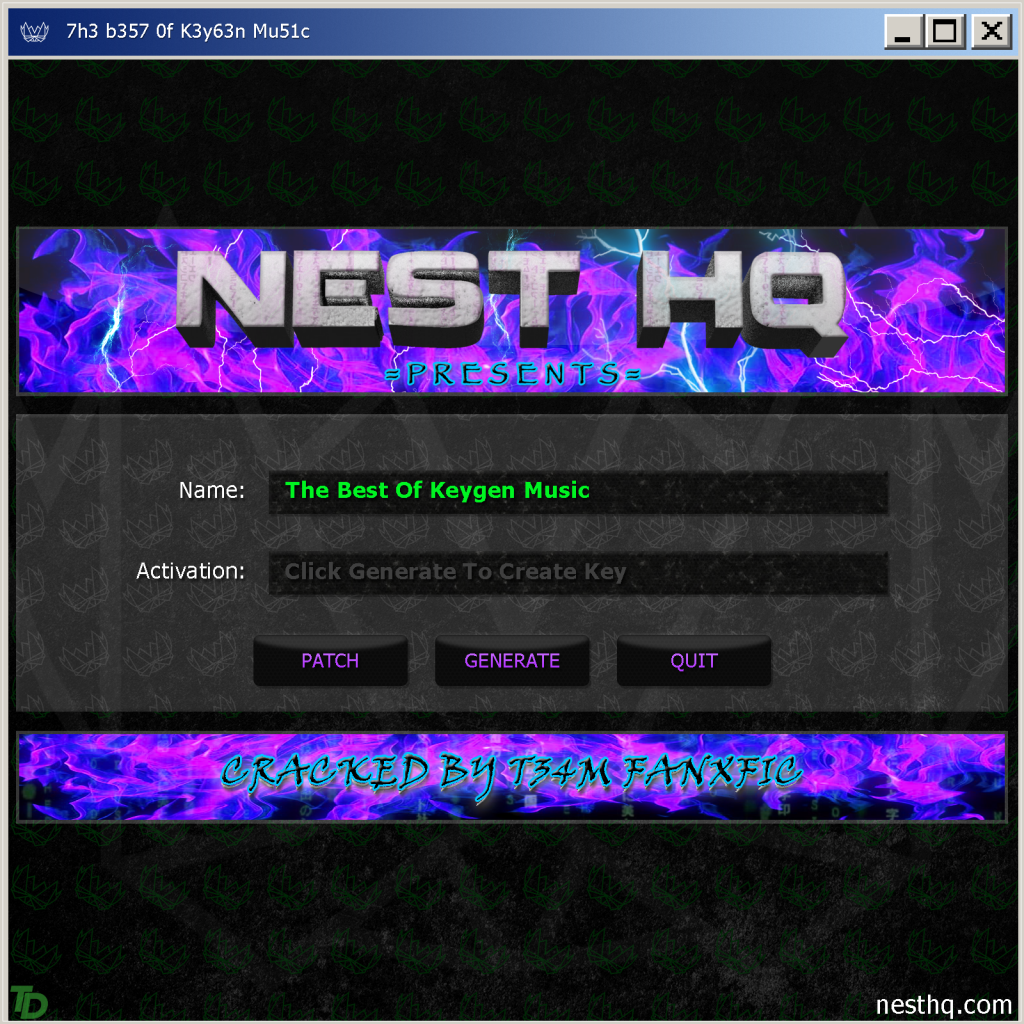 7h3 b357 0f K3y63n Mu51c
NEST HQ
=PRESENTS=
Name: The Best Of Keygen Music
Activation: Click Generate To Create Key
PATCH GENERATE QUIT
CRACKED BY T34M FANXFIC
TD nesthq.com